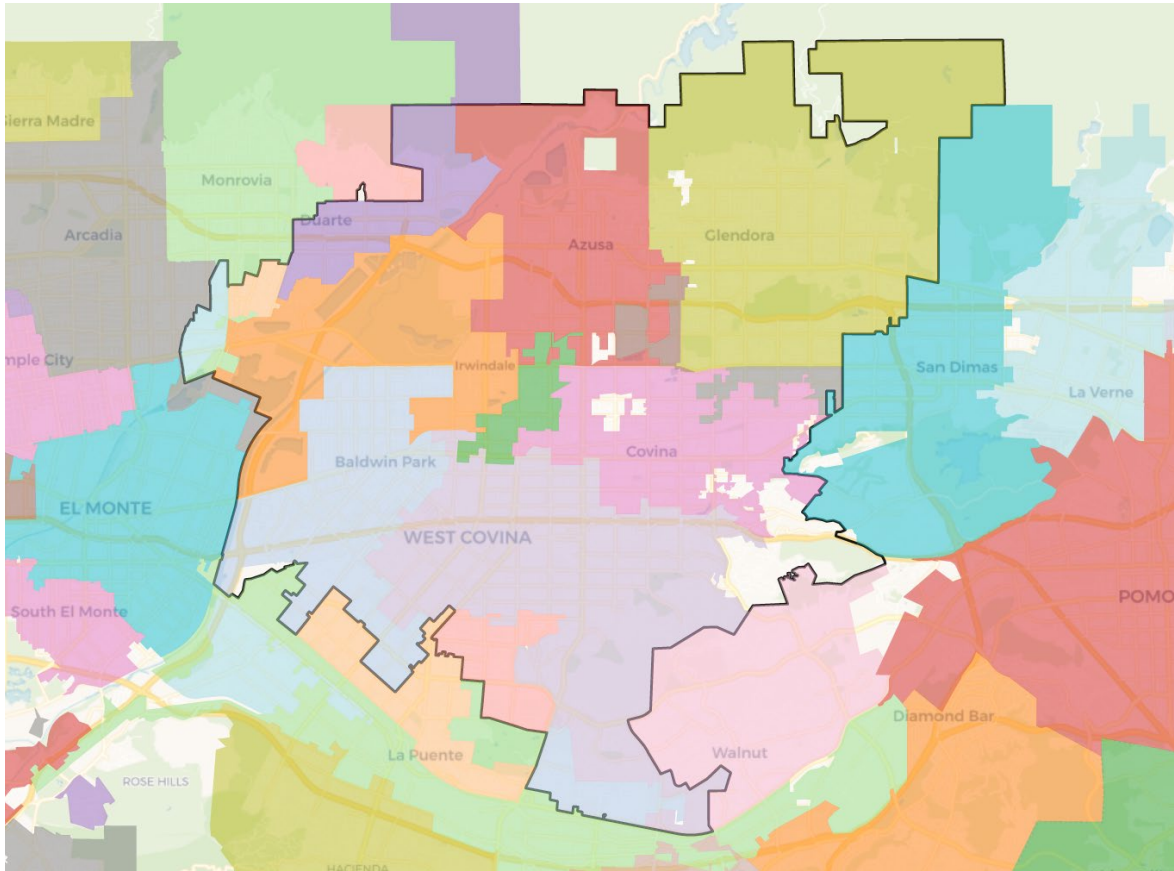 Sierra Madre
Monrovia
Duarte
Arcadia
Azusa
Glendora
mple City
Irwindale
San Dimas
La Verne
Baldwin Park
Covina
EL MONTE
WEST COVINA
South El Monte
POMO
Diamond Bar
La Puente
Walnut
ROSE HILLS
HACIENDA